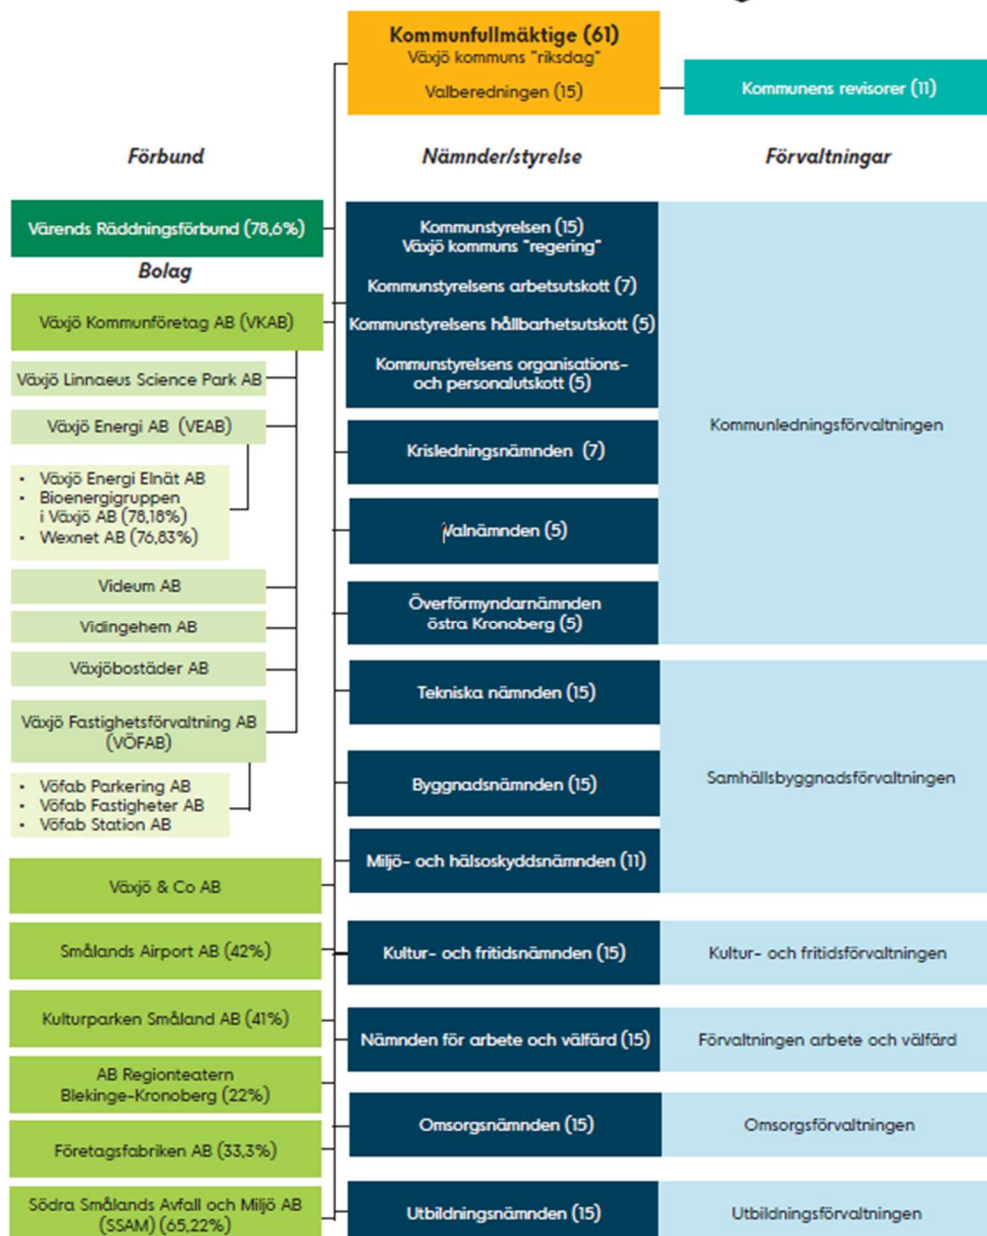 Kommunfullmäktige (61)
Växjö kommuns "riksdag"
Valberedningen (15)
Kommunens revisorer (11)
Förbund
Nämnder/styrelse
Förvaltningar
Värends Räddningsförbund (78,6%)
Bolag
Växjö Kommunföretag AB (VKAB)
Växjö Linnaeus Science Park AB
Växjö Energi AB (VEAB)
• Växjö Energi Elnät AB
• Bioenergigruppen
i Växjö AB (78,18%)
• Wexnet AB (76,83%)
Videum AB
Vidingehem AB
Växjöbostäder AB
Växjö Fastighetsförvaltning AB
(VÖFAB)
• Vöfab Parkering AB
• Vöfab Fastigheter AB
• Vöfab Station AB
Växjö & Co AB
Smålands Airport AB (42%)
Kulturparken Småland AB (41%)
AB Regionteatern
Blekinge-Kronoberg (22%)
Företagsfabriken AB (33,3%)
Södra Smålands Avfall och Miljö AB
(SSAM) (65,22%)
Kommunstyrelsen (15)
Växjö kommuns "regering"
Kommunstyrelsens arbetsutskott (7)
Kommunstyrelsens hållbarhetsutskott (5)
Kommunstyrelsens organisations-
och personalutskott (5)
Krisledningsnämnden (7)
Valnämnden (5)
Överförmyndarnämnden
östra Kronoberg (5)
Tekniska nämnden (15)
Byggnadsnämnden (15)
Miljö- och hälsoskyddsnämnden (11)
Kultur- och fritidsnämnden (15)
Nämnden för arbete och välfärd (15)
Omsorgsnämnden (15)
Utbildningsnämnden (15)
Kommunledningsförvaltningen
Samhällsbyggnadsförvaltningen
Kultur- och fritidsförvaltningen
Förvaltningen arbete och välfärd
Omsorgsförvaltningen
Utbildningsförvaltningen